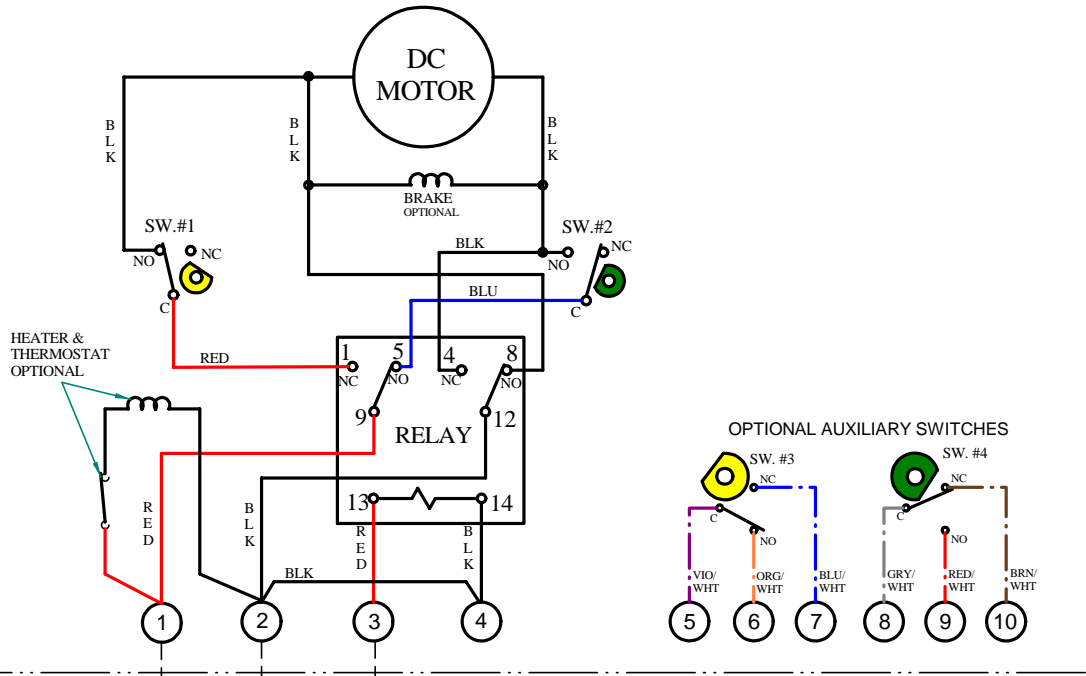 DC
MOTOR
BLK
BLK
BLK
BRAKE
OPTIONAL
SW.#1
NC
NO
C
BLK
SW.#2
NC
NO
C
BLU
HEATER &
THERMOSTAT
OPTIONAL
RED
1
NC
5
NO
4
NC
8
NO
9
RELAY
12
13
14
RED
BLK
RED
BLK
BLK
1
2
3
4
OPTIONAL AUXILIARY SWITCHES
SW. #3
NC
C
NO
SW. #4
NC
C
NO
VIO/
WHT
ORG/
WHT
BLU/
WHT
GRY/
WHT
RED/
WHT
BRN/
WHT
5
6
7
8
9
10